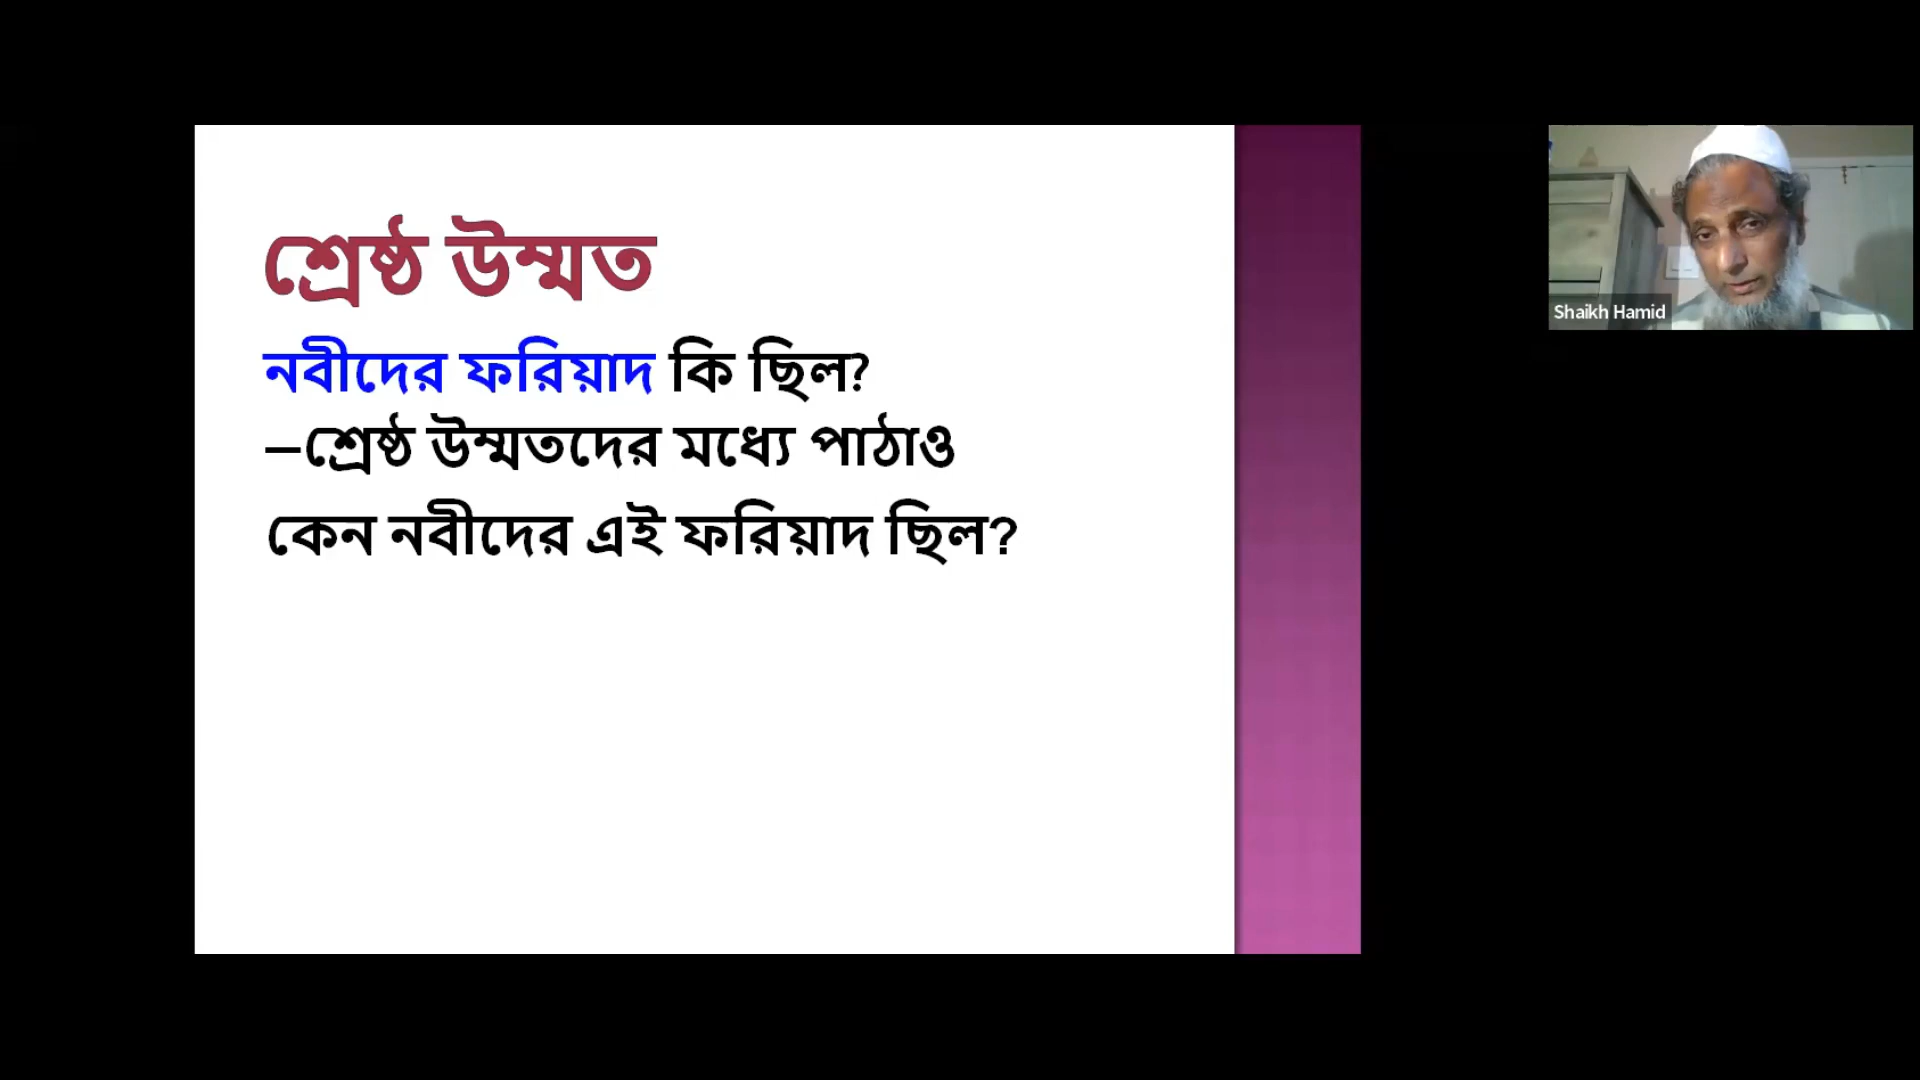 শ্রেষ্ঠ উম্মত
নবীদের ফরিয়াদ কি ছিল?
–শ্রেষ্ঠ উম্মতদের মধ্যে পাঠাও
কেন নবীদের এই ফরিয়াদ ছিল?
Shaikh Hamid